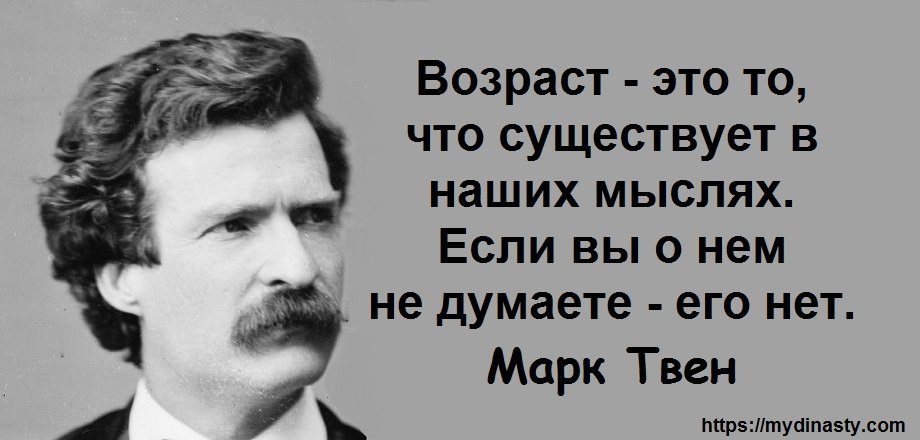 Возраст - это то,
что существует в
наших мыслях.
Если вы о нем
не думаете - его нет.
Марк Твен
https://mydinasty.com